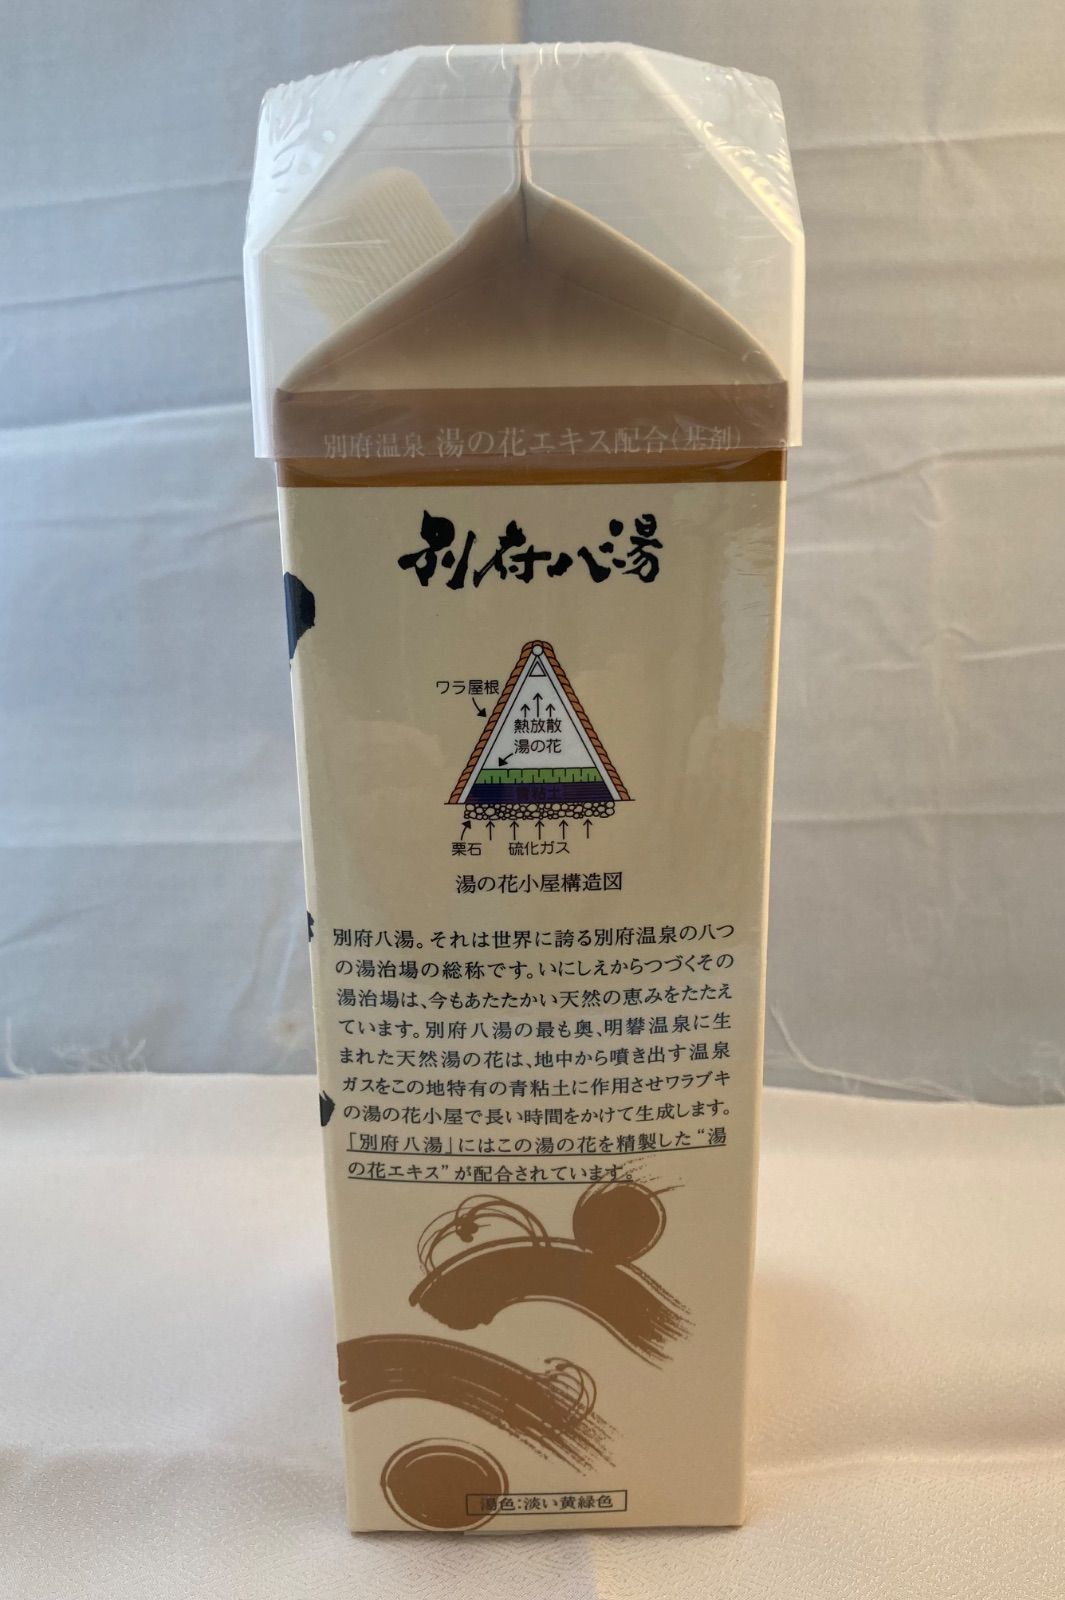 別府温泉 湯の花エキス配合(基剤)
別府八湯
ワラ屋根
熱放散
湯の花
青粘土
栗石 硫化ガス
湯の花小屋構造図
別府八湯。それは世界に誇る別府温泉の八つ
の湯治場の総称です。いにしえからつづくその
湯治場は、今もあたたかい天然の恵みをたたえ
ています。別府八湯の最も奥、明礬温泉に生
まれた天然湯の花は、地中から噴き出す温泉
ガスをこの地特有の青粘土に作用させワラブキ
の湯の花小屋で長い時間をかけて生成します。
「別府八湯」にはこの湯の花を精製した“湯
の花エキス”が配合されています。
湯色:淡い黄緑色